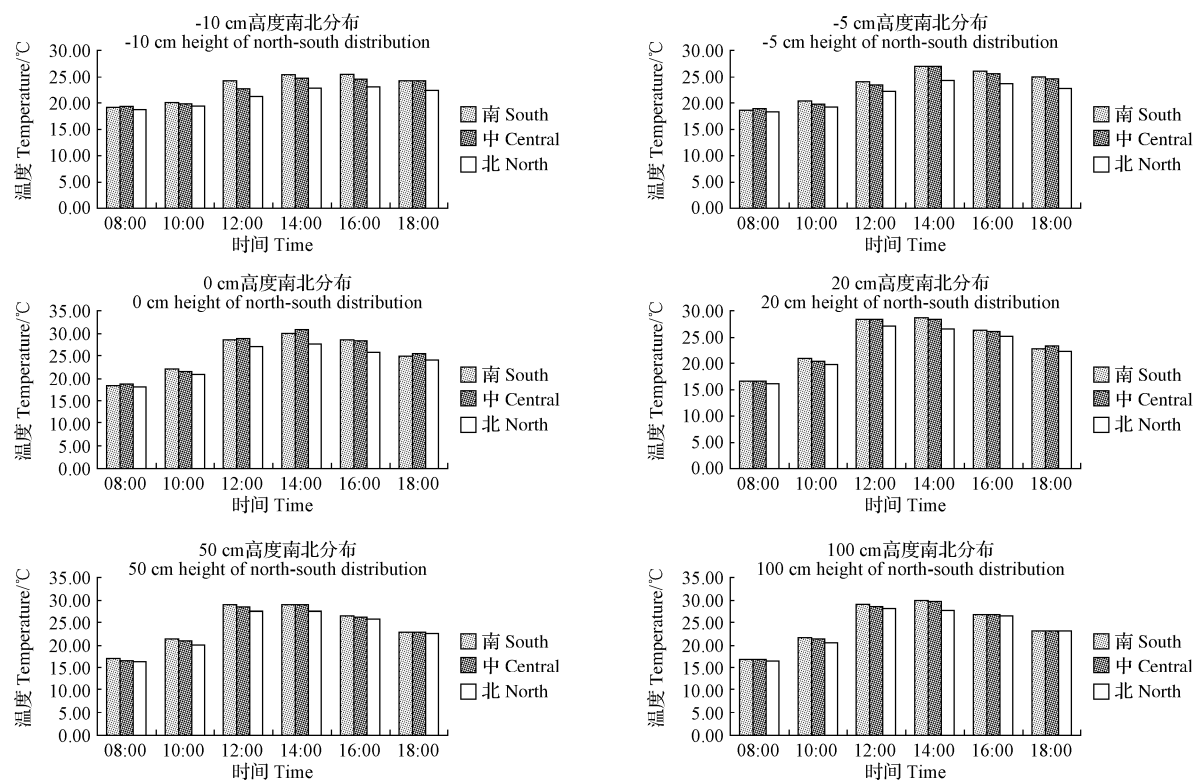 -10 cm高度南北分布
-10 cm height of north-south distribution
30.00
25.00
20.00
15.00
10.00
5.00
0.00
温度 Temperature/℃
08:00 10:00 12:00 14:00 16:00 18:00
时间 Time
南 South
中 Central
北 North
-5 cm高度南北分布
-5 cm height of north-south distribution
30.00
25.00
20.00
15.00
10.00
5.00
0.00
温度 Temperature/℃
08:00 10:00 12:00 14:00 16:00 18:00
时间 Time
南 South
中 Central
北 North
0 cm高度南北分布
0 cm height of north-south distribution
35.00
30.00
25.00
20.00
15.00
10.00
5.00
0.00
温度 Temperature/℃
08:00 10:00 12:00 14:00 16:00 18:00
时间 Time
南 South
中 Central
北 North
20 cm高度南北分布
20 cm height of north-south distribution
30.00
25.00
20.00
15.00
10.00
5.00
0.00
温度 Temperature/℃
08:00 10:00 12:00 14:00 16:00 18:00
时间 Time
南 South
中 Central
北 North
50 cm高度南北分布
50 cm height of north-south distribution
35.00
30.00
25.00
20.00
15.00
10.00
5.00
0.00
温度 Temperature/℃
08:00 10:00 12:00 14:00 16:00 18:00
时间 Time
南 South
中 Central
北 North
100 cm高度南北分布
100 cm height of north-south distribution
35.00
30.00
25.00
20.00
15.00
10.00
5.00
0.00
温度 Temperature/℃
08:00 10:00 12:00 14:00 16:00 18:00
时间 Time
南 South
中 Central
北 North